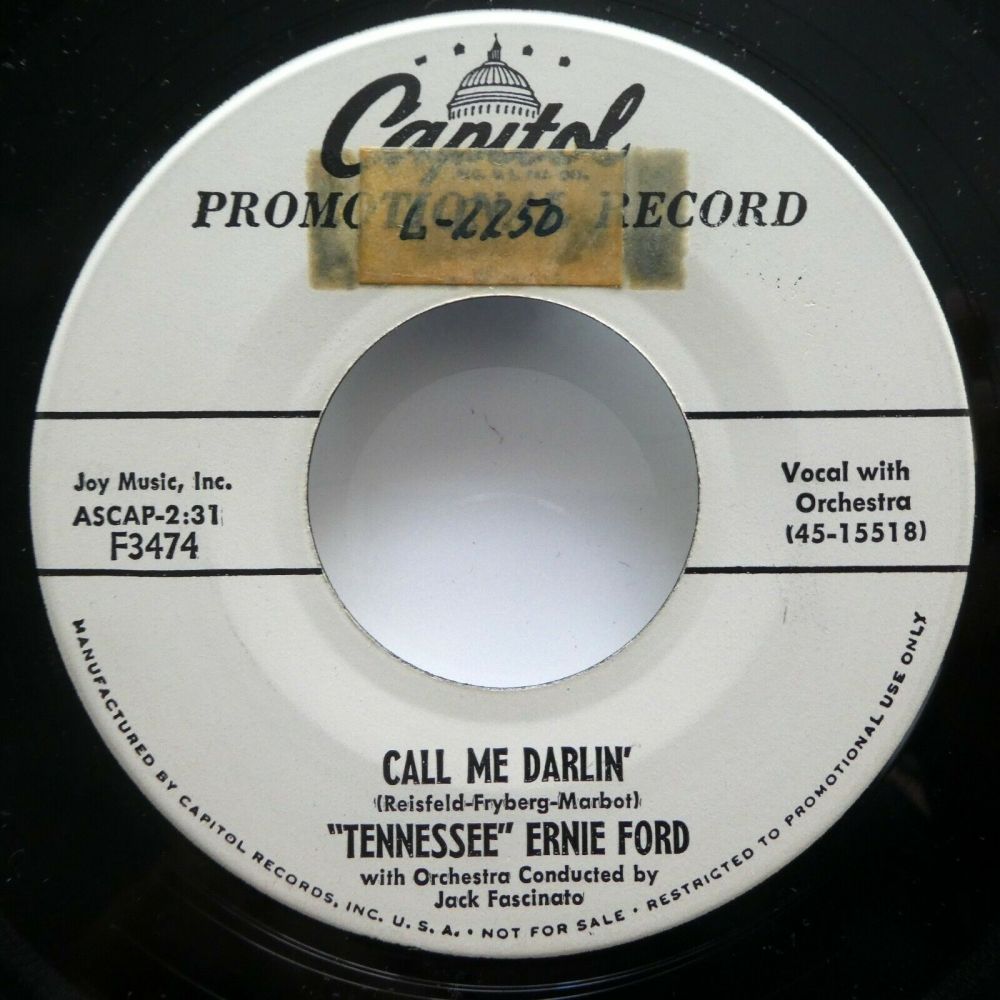 Capitol
PROMOTIONAL RECORD
L-2250
Joy Music, Inc.
ASCAP-2:31
F3474
Vocal with
Orchestra
(45-15518)
CALL ME DARLIN'
(Reisfeld-Fryberg-Marbot)
"TENNESSEE" ERNIE FORD
with Orchestra Conducted by
Jack Fascinato
MANUFACTURED BY CAPITOL RECORDS, INC. U. S. A. • NOT FOR SALE • RESTRICTED TO PROMOTIONAL USE ONLY